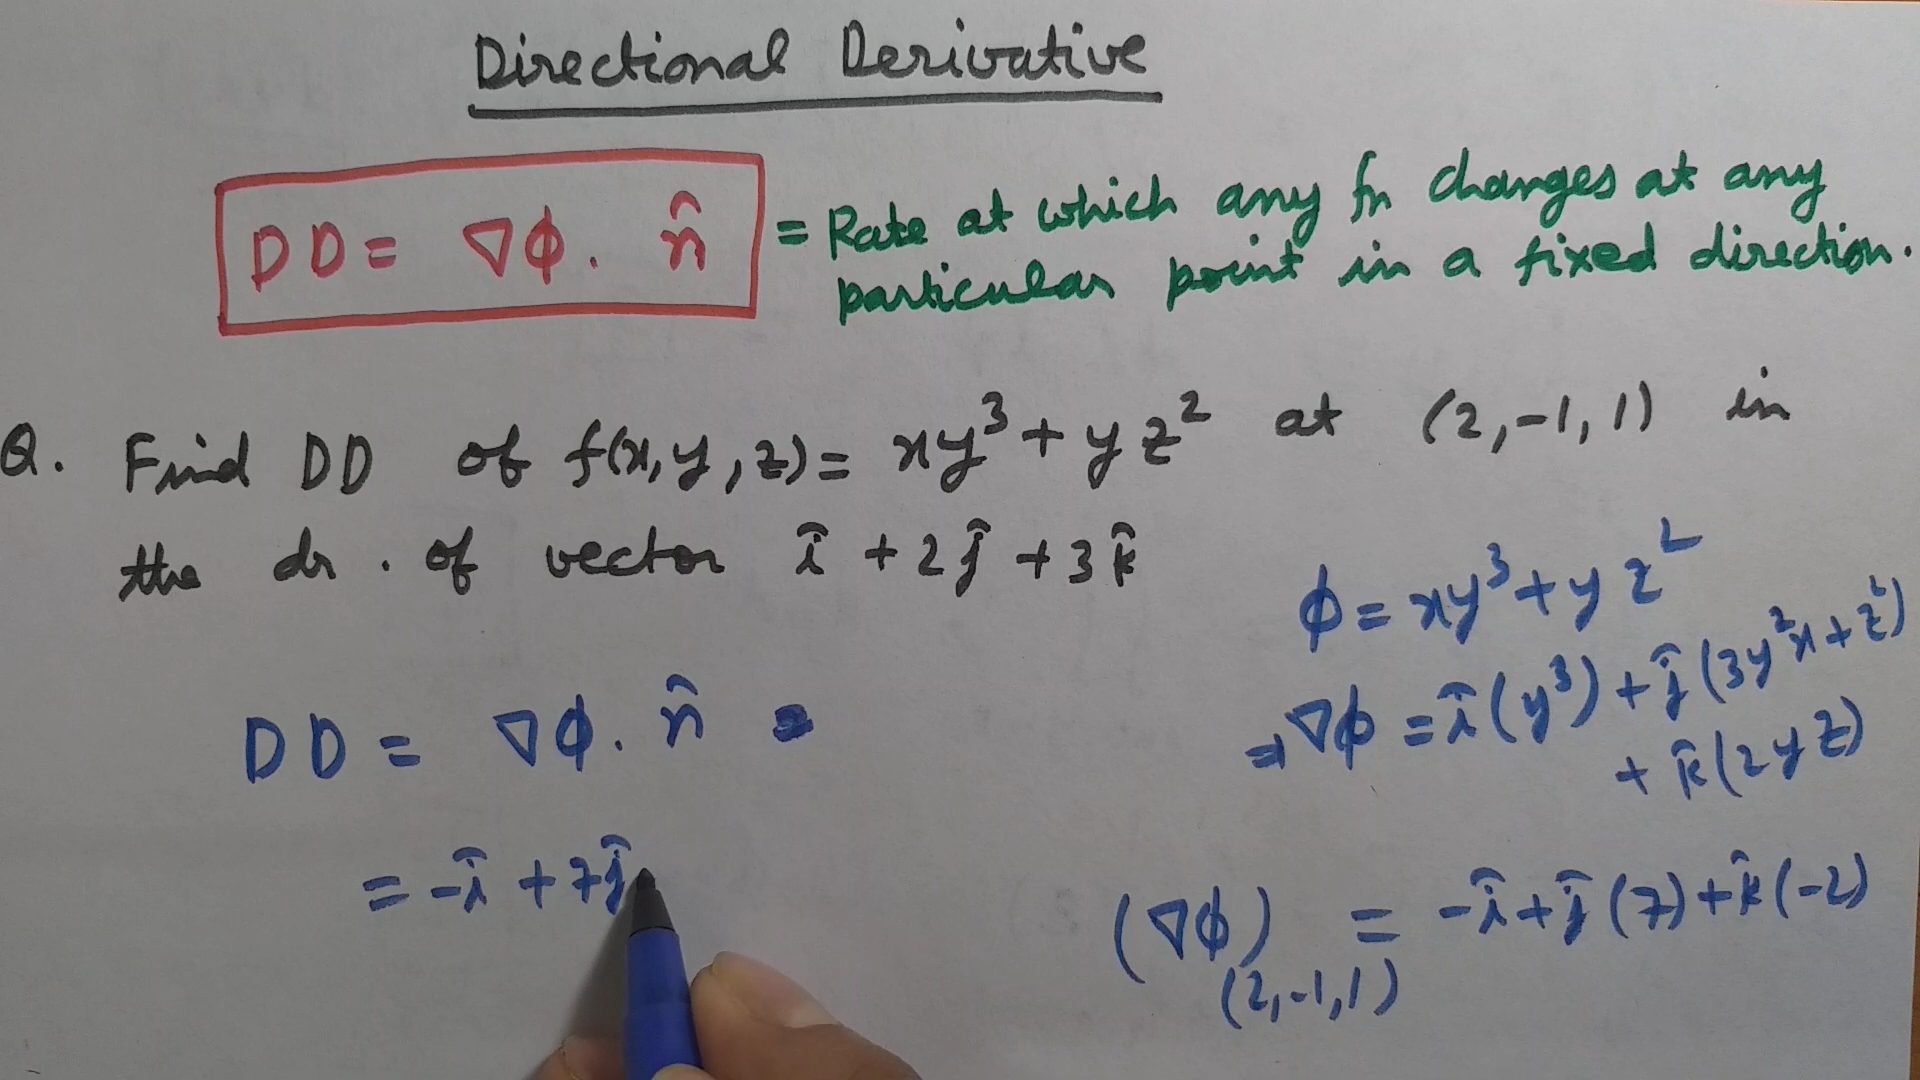 Directional Derivative
DD = ∇ϕ . n̂ = Rate at which any fn changes at any
particular point in a fixed direction.
Q. Find DD of f(x,y,z) = xy³ + yz² at (2,-1,1) in
the dr. of vector î + 2ĵ + 3k̂
ϕ = xy³ + yz²
⇒ ∇ϕ = î(y³) + ĵ(3y²x + z²)
+ k̂(2yz)
DD = ∇ϕ . n̂
= -î + 7ĵ
(∇ϕ)(2,-1,1) = -î + ĵ(7) + k̂(-2)